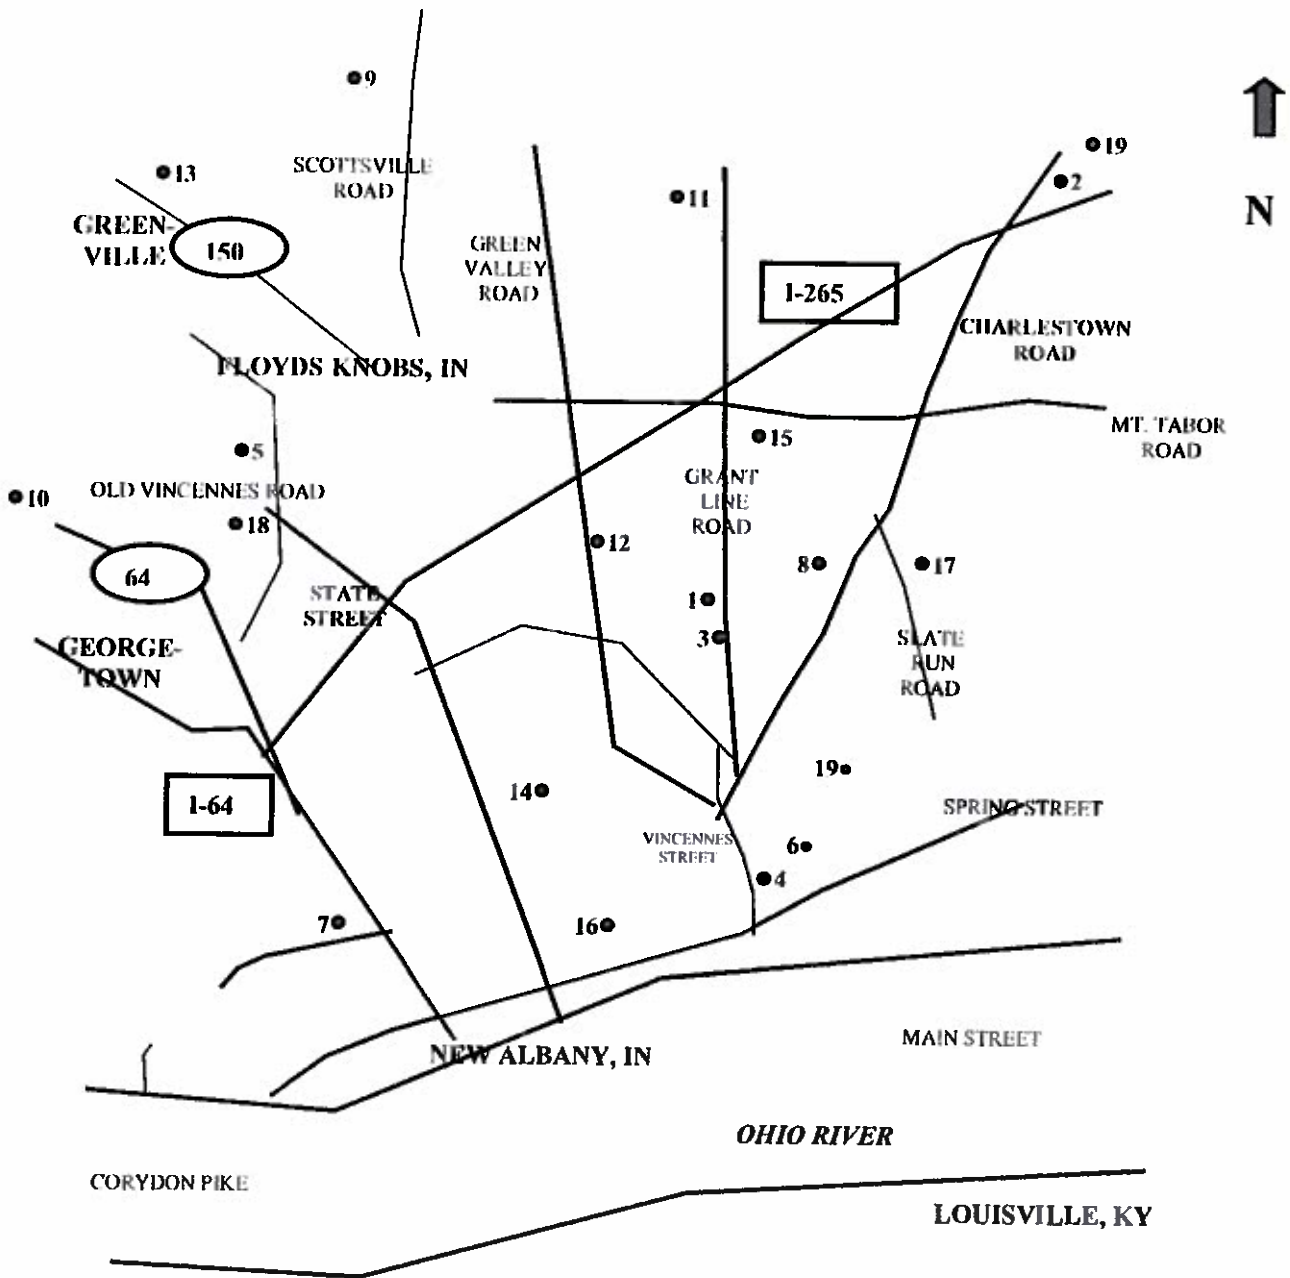 9
19
13
2
SCOTTSVILLE
ROAD
11
N
GREEN-
VILLE
150
GREEN
VALLEY
ROAD
I-265
CHARLESTOWN
ROAD
FLOYDS KNOBS, IN
MT. TABOR
ROAD
15
5
GRANT
LINE
ROAD
OLD VINCENNES ROAD
10
18
12
64
8
17
STATE
STREET
1
3
GEORGE-
TOWN
SLATE
RUN
ROAD
19
I-64
14
SPRING STREET
VINCENNES
STREET
6
4
7
16
MAIN STREET
NEW ALBANY, IN
OHIO RIVER
CORYDON PIKE
LOUISVILLE, KY